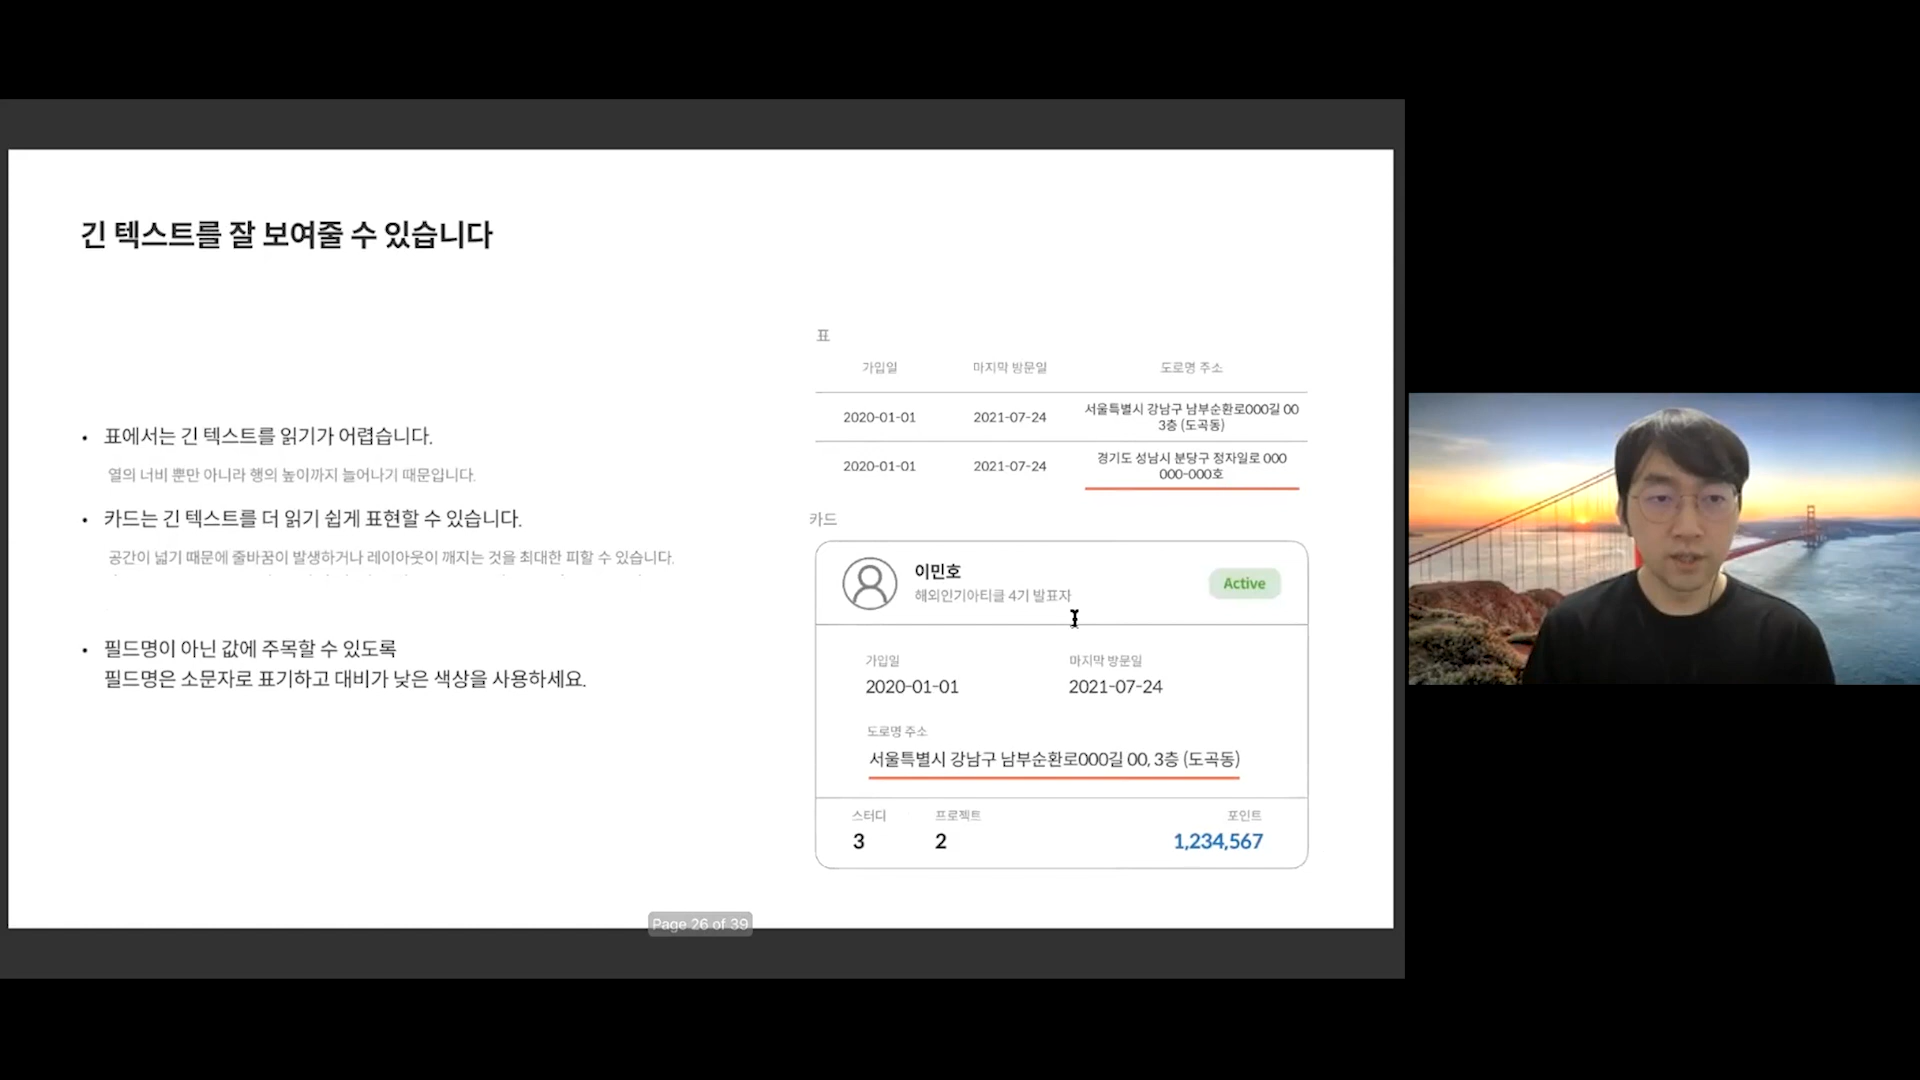 긴 텍스트를 잘 보여줄 수 있습니다
• 표에서는 긴 텍스트를 읽기가 어렵습니다.
열의 너비 뿐만 아니라 행의 높이까지 늘어나기 때문입니다.
• 카드는 긴 텍스트를 더 읽기 쉽게 표현할 수 있습니다.
공간이 넓기 때문에 줄바꿈이 발생하거나 레이아웃이 깨지는 것을 최대한 피할 수 있습니다.
• 필드명이 아닌 값에 주목할 수 있도록
필드명은 소문자로 표기하고 대비가 낮은 색상을 사용하세요.
표
가입일 마지막 방문일 도로명 주소
2020-01-01 2021-07-24 서울특별시 강남구 남부순환로000길 00
3층 (도곡동)
2020-01-01 2021-07-24 경기도 성남시 분당구 정자일로 000
000-000호
카드
이민호
해외인기아티클 4기 발표자
Active
가입일 마지막 방문일
2020-01-01 2021-07-24
도로명 주소
서울특별시 강남구 남부순환로000길 00, 3층 (도곡동)
스터디 프로젝트 포인트
3 2 1,234,567
Page 26 of 39